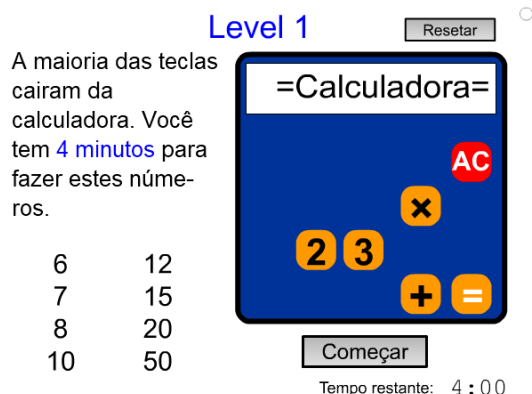 Level 1
Resetar
A maioria das teclas
cairam da
calculadora. Você
tem 4 minutos para
fazer estes núme-
ros.
=Calculadora=
AC
×
2 3
+ =
6 12
7 15
8 20
10 50
Começar
Tempo restante: 4:00